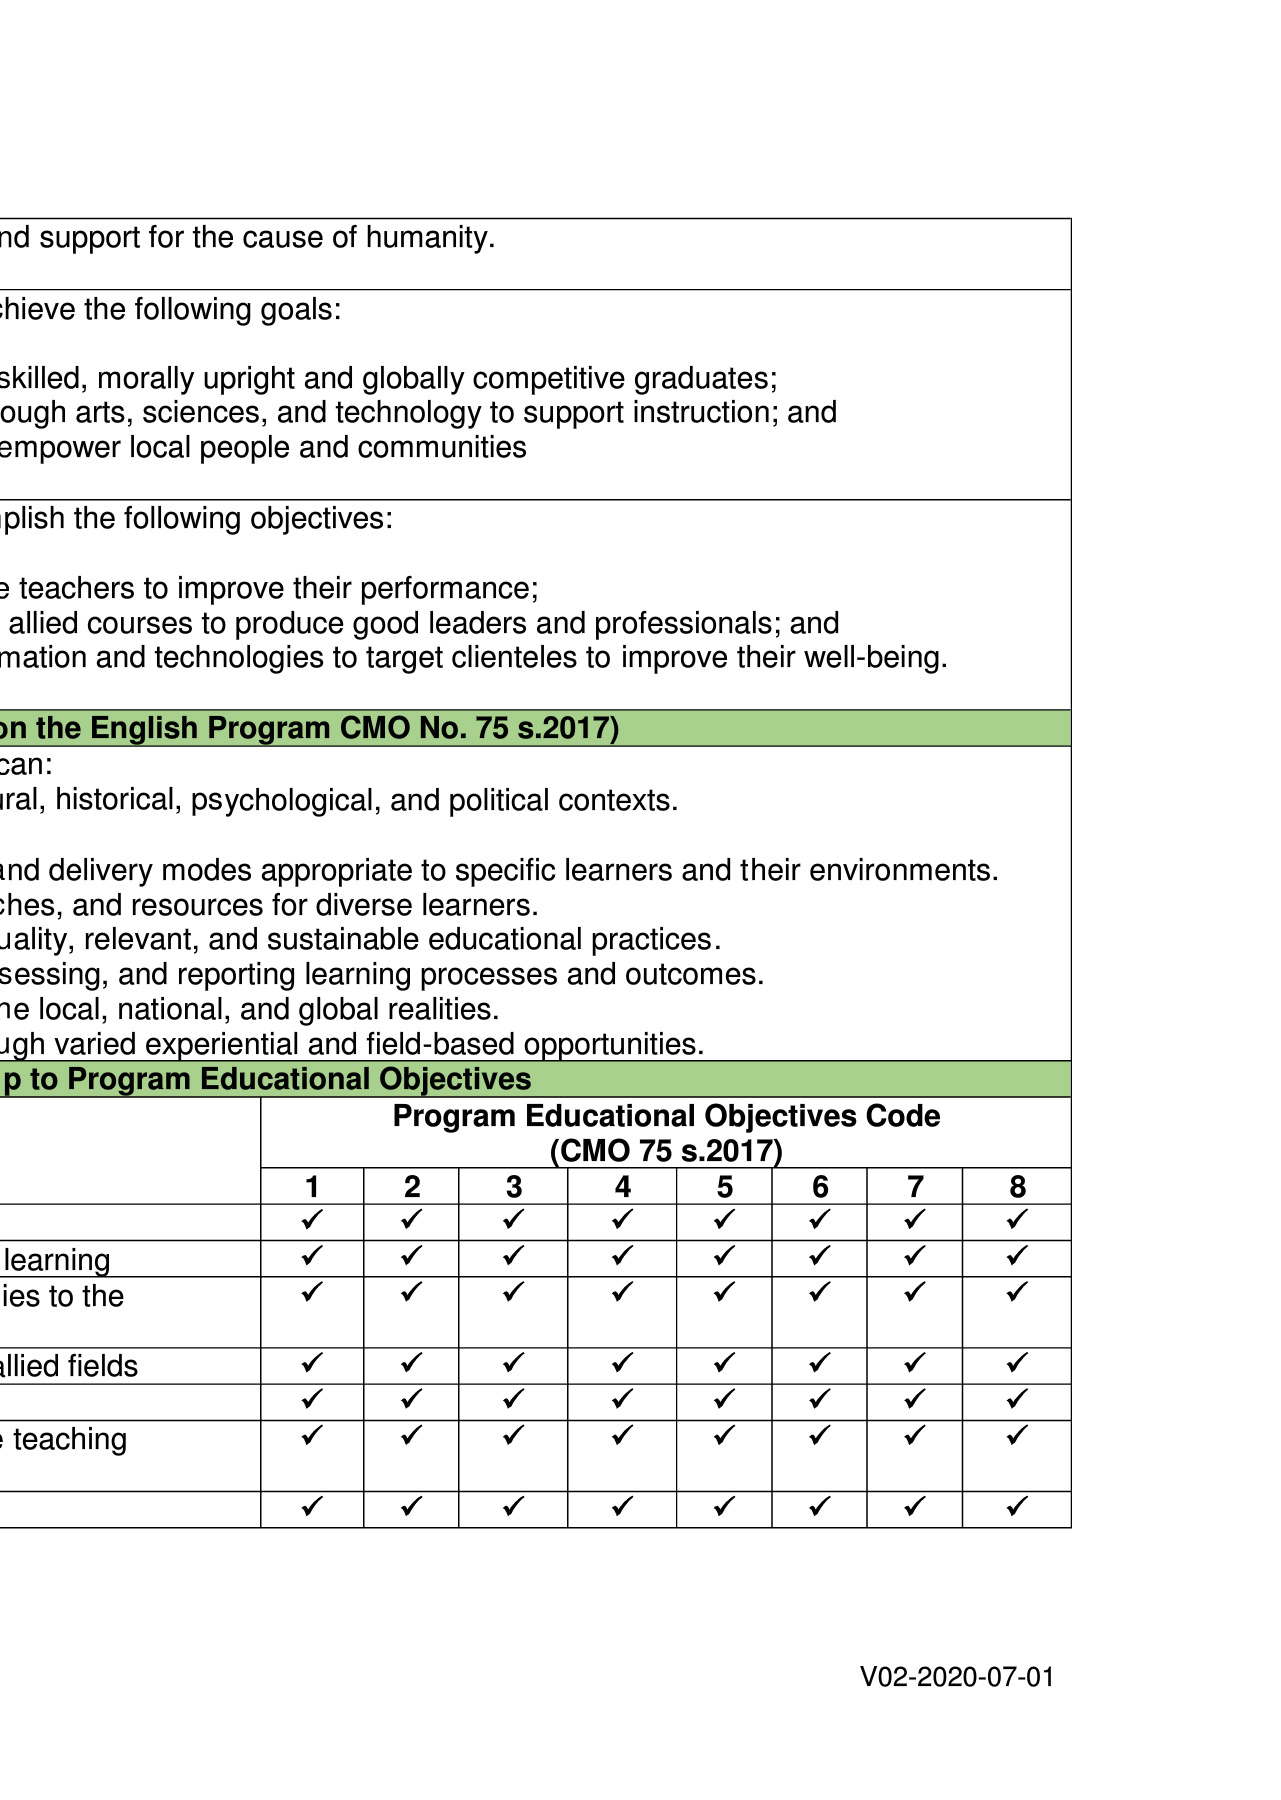 nd support for the cause of humanity.
chieve the following goals:
skilled, morally upright and globally competitive graduates;
ough arts, sciences, and technology to support instruction; and
empower local people and communities
plish the following objectives:
e teachers to improve their performance;
allied courses to produce good leaders and professionals; and
mation and technologies to target clienteles to improve their well-being.
on the English Program CMO No. 75 s.2017)
can:
ural, historical, psychological, and political contexts.
and delivery modes appropriate to specific learners and their environments.
ches, and resources for diverse learners.
uality, relevant, and sustainable educational practices.
sessing, and reporting learning processes and outcomes.
he local, national, and global realities.
ugh varied experiential and field-based opportunities.
p to Program Educational Objectives
Program Educational Objectives Code
(CMO 75 s.2017)
1 2 3 4 5 6 7 8
✓ ✓ ✓ ✓ ✓ ✓ ✓ ✓
learning ✓ ✓ ✓ ✓ ✓ ✓ ✓ ✓
ies to the ✓ ✓ ✓ ✓ ✓ ✓ ✓ ✓
allied fields ✓ ✓ ✓ ✓ ✓ ✓ ✓ ✓
✓ ✓ ✓ ✓ ✓ ✓ ✓ ✓
e teaching ✓ ✓ ✓ ✓ ✓ ✓ ✓ ✓
✓ ✓ ✓ ✓ ✓ ✓ ✓ ✓
V02-2020-07-01